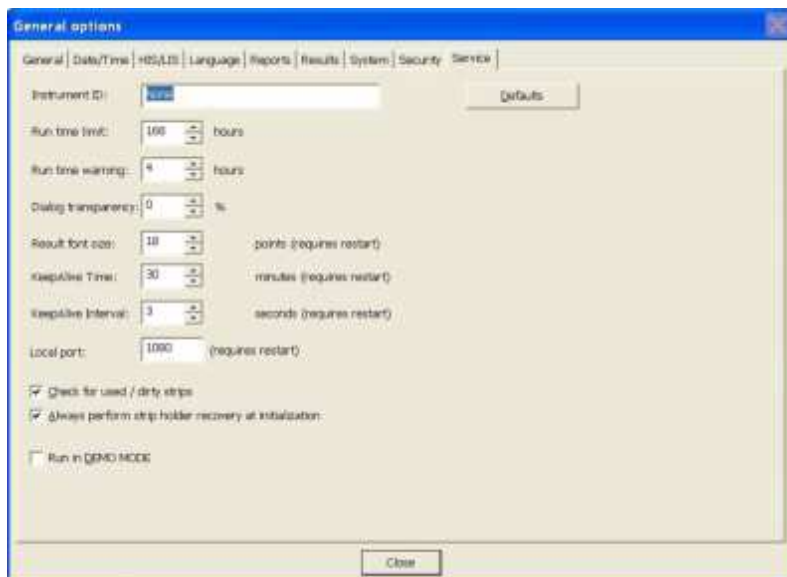 General options
General Date/Time HIS/LIS Language Reports Results System Security Service
Instrument ID: none Defaults
Run time limit: 168 hours
Run time warning: 4 hours
Dialog transparency: 0 %
Result font size: 18 points (requires restart)
KeepAlive Time: 30 minutes (requires restart)
KeepAlive Interval: 3 seconds (requires restart)
Local port: 1080 (requires restart)
Check for used / dirty strips
Always perform strip holder recovery at initialization
Run in DEMO MODE
Close